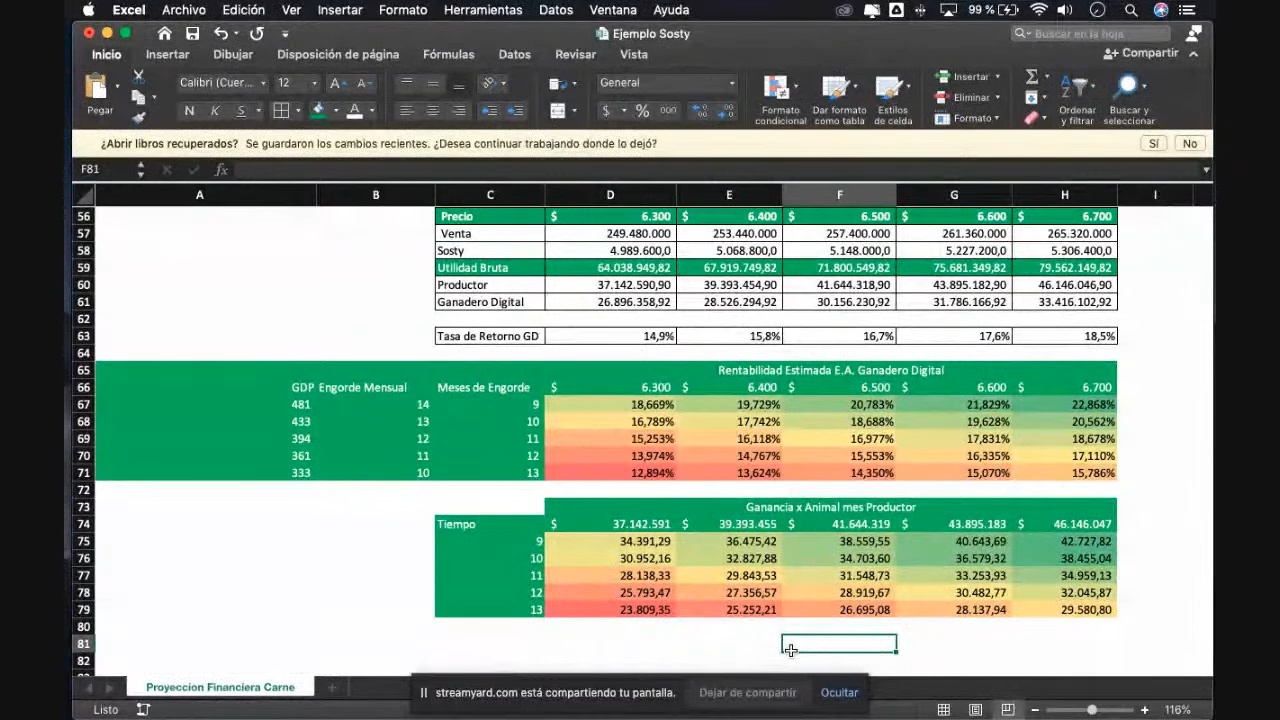 Excel Archivo Edición Ver Insertar Formato Herramientas Datos Ventana Ayuda 99 %
Ejemplo Sosty
Buscar en la hoja
Inicio Insertar Dibujar Disposición de página Fórmulas Datos Revisar Vista
Compartir
Calibri (Cuer... 12 A A General Insertar
Pegar N K S A $ % 000 Formato condicional Dar formato como tabla Estilos de celda Eliminar Formato Ordenar y filtrar Buscar y seleccionar
¿Abrir libros recuperados? Se guardaron los cambios recientes. ¿Desea continuar trabajando donde lo dejó? Sí No
F81 fx
A B C D E F G H I
56 Precio $ 6.300 $ 6.400 $ 6.500 $ 6.600 $ 6.700
57 Venta 249.480.000 253.440.000 257.400.000 261.360.000 265.320.000
58 Sosty 4.989.600,0 5.068.800,0 5.148.000,0 5.227.200,0 5.306.400,0
59 Utilidad Bruta 64.038.949,82 67.919.749,82 71.800.549,82 75.681.349,82 79.562.149,82
60 Productor 37.142.590,90 39.393.454,90 41.644.318,90 43.895.182,90 46.146.046,90
61 Ganadero Digital 26.896.358,92 28.526.294,92 30.156.230,92 31.786.166,92 33.416.102,92
62
63 Tasa de Retorno GD 14,9% 15,8% 16,7% 17,6% 18,5%
64
65 Rentabilidad Estimada E.A. Ganadero Digital
66 GDP Engorde Mensual Meses de Engorde $ 6.300 $ 6.400 $ 6.500 $ 6.600 $ 6.700
67 481 14 9 18,669% 19,729% 20,783% 21,829% 22,868%
68 433 13 10 16,789% 17,742% 18,688% 19,628% 20,562%
69 394 12 11 15,253% 16,118% 16,977% 17,831% 18,678%
70 361 11 12 13,974% 14,767% 15,553% 16,335% 17,110%
71 333 10 13 12,894% 13,624% 14,350% 15,070% 15,786%
72
73 Ganancia x Animal mes Productor
74 Tiempo $ 37.142.591 $ 39.393.455 $ 41.644.319 $ 43.895.183 $ 46.146.047
75 9 34.391,29 36.475,42 38.559,55 40.643,69 42.727,82
76 10 30.952,16 32.827,88 34.703,60 36.579,32 38.455,04
77 11 28.138,33 29.843,53 31.548,73 33.253,93 34.959,13
78 12 25.793,47 27.356,57 28.919,67 30.482,77 32.045,87
79 13 23.809,35 25.252,21 26.695,08 28.137,94 29.580,80
80
81
82
Proyeccion Financiera Carne
streamyard.com está compartiendo tu pantalla. Dejar de compartir Ocultar
Listo 116%